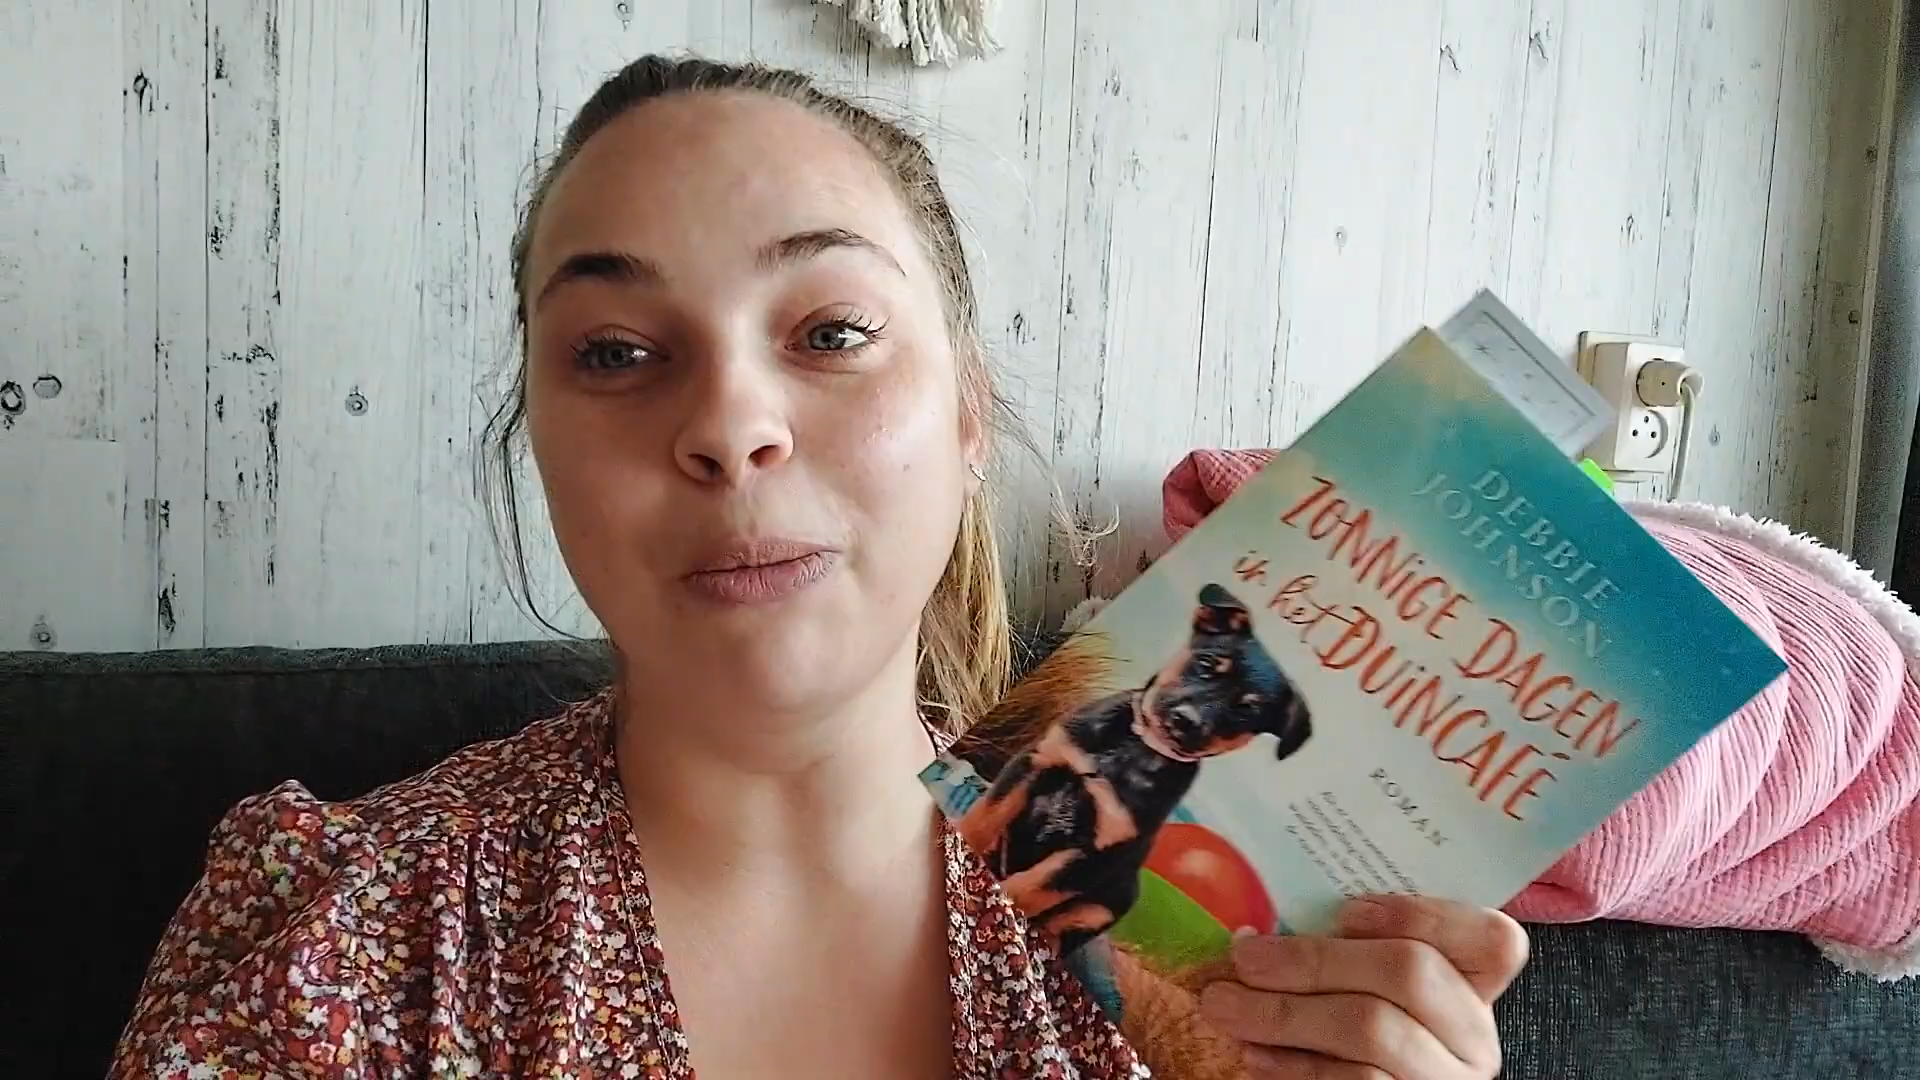 DEBBIE
JOHNSON
ZONNiGE DAGEN
in het DUiNCAFÉ
ROMAN